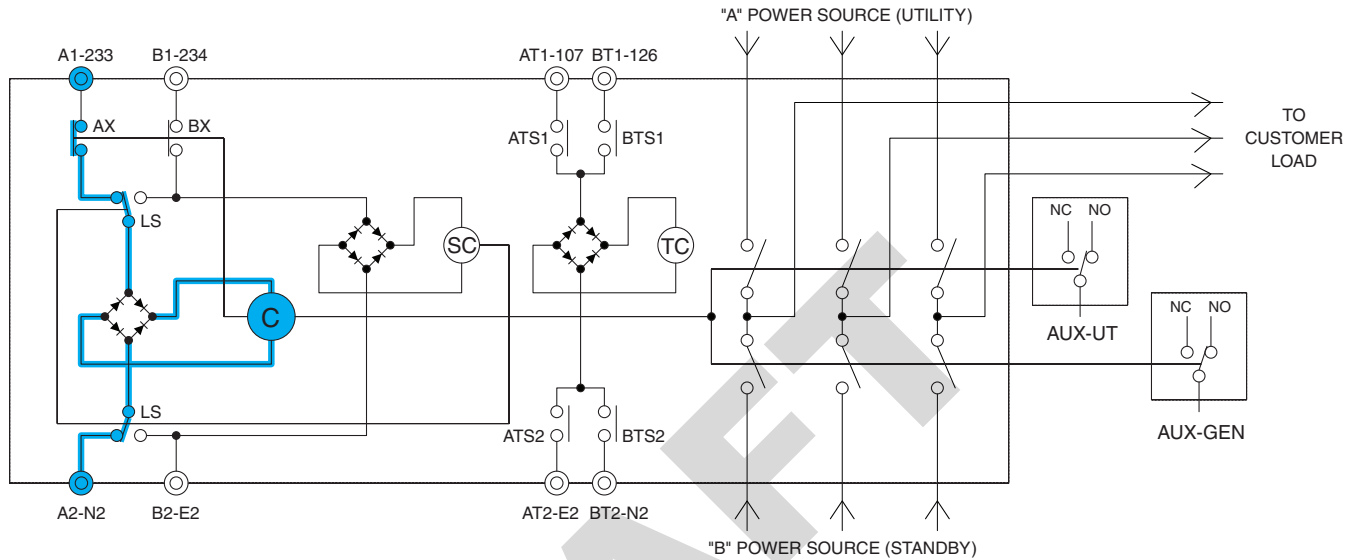 "A" POWER SOURCE (UTILITY)
A1-233
B1-234
AT1-107
BT1-126
AX
BX
ATS1
BTS1
TO
CUSTOMER
LOAD
LS
SC
TC
NC
NO
C
AUX-UT
NC
NO
LS
ATS2
BTS2
AUX-GEN
A2-N2
B2-E2
AT2-E2
BT2-N2
"B" POWER SOURCE (STANDBY)